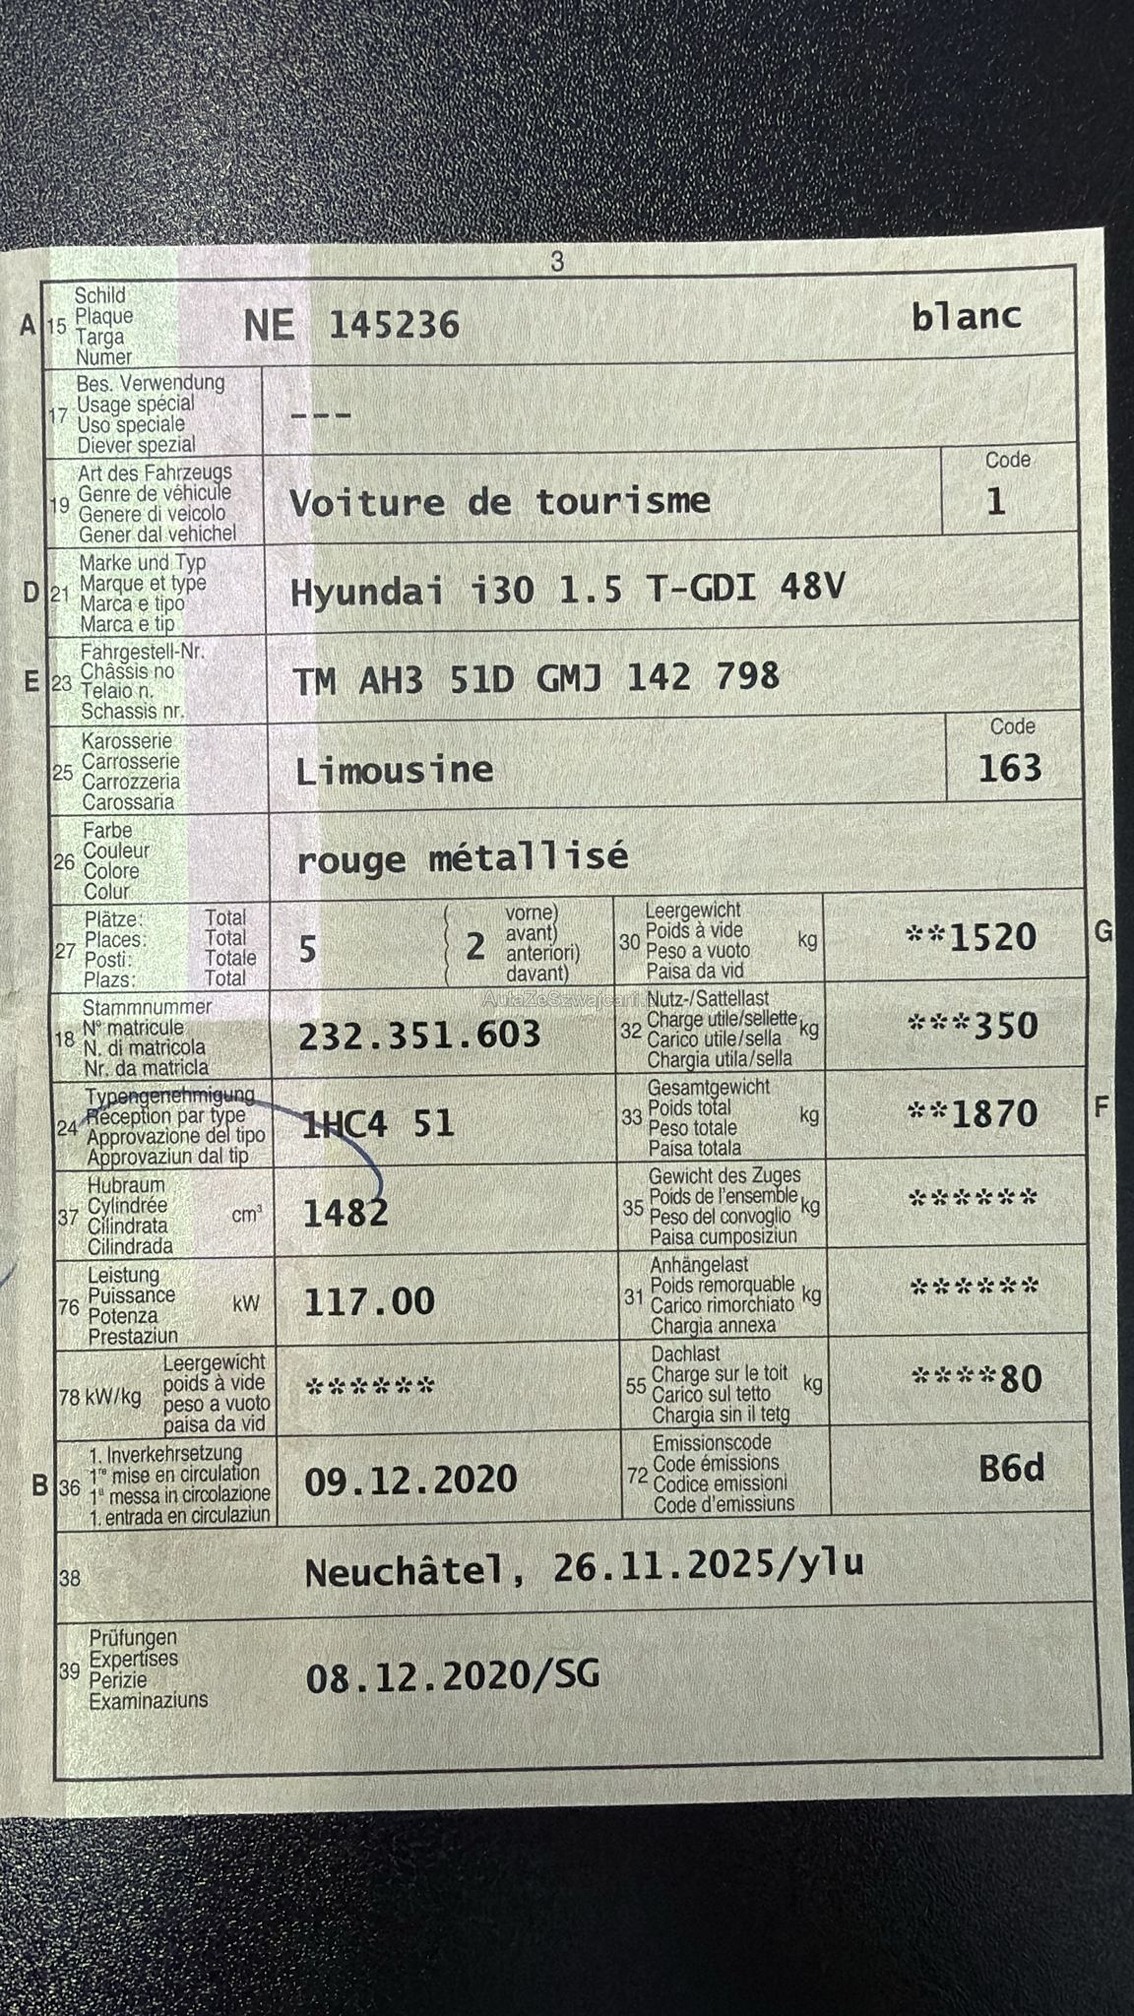 3
A 15 Schild
Plaque
Targa
Numer
NE 145236 blanc
17 Bes. Verwendung
Usage spécial
Uso speciale
Diever spezial
---
19 Art des Fahrzeugs
Genre de véhicule
Genere di veicolo
Gener dal vehichel
Voiture de tourisme
Code
1
D 21 Marke und Typ
Marque et type
Marca e tipo
Marca e tip
Hyundai i30 1.5 T-GDI 48V
E 23 Fahrgestell-Nr.
Châssis no
Telaio n.
Schassis nr.
TM AH3 51D GMJ 142 798
25 Karosserie
Carrosserie
Carrozzeria
Carossaria
Limousine
Code
163
26 Farbe
Couleur
Colore
Colur
rouge métallisé
27 Plätze: Total
Places: Total
Posti: Totale
Plazs: Total
5
2
vorne)
avant)
anteriori)
davant)
30 Leergewicht
Poids à vide
Peso a vuoto
Paisa da vid
kg
**1520
G
AutaZeSzwajcarii
18 Stammnummer
N° matricule
N. di matricola
Nr. da matricla
232.351.603
32 Nutz-/Sattellast
Charge utile/sellette
Carico utile/sella
Chargia utila/sella
kg
***350
24 Typengenehmigung
Réception par type
Approvazione del tipo
Approvaziun dal tip
1HC4 51
33 Gesamtgewicht
Poids total
Peso totale
Paisa totala
kg
**1870
F
37 Hubraum
Cylindrée
Cilindrata
Cilindrada
cm³
1482
35 Gewicht des Zuges
Poids de l'ensemble
Peso del convoglio
Paisa cumposiziun
kg
******
76 Leistung
Puissance
Potenza
Prestaziun
kW
117.00
31 Anhängelast
Poids remorquable
Carico rimorchiato
Chargia annexa
kg
******
78 kW/kg
Leergewicht
poids à vide
peso a vuoto
paisa da vid
******
55 Dachlast
Charge sur le toit
Carico sul tetto
Chargia sin il tetg
kg
****80
B 36 1. Inverkehrsetzung
1re mise en circulation
1a messa in circolazione
1. entrada en circulaziun
09.12.2020
72 Emissionscode
Code émissions
Codice emissioni
Code d'emissiuns
B6d
38
Neuchâtel, 26.11.2025/ylu
39 Prüfungen
Expertises
Perizie
Examinaziuns
08.12.2020/SG